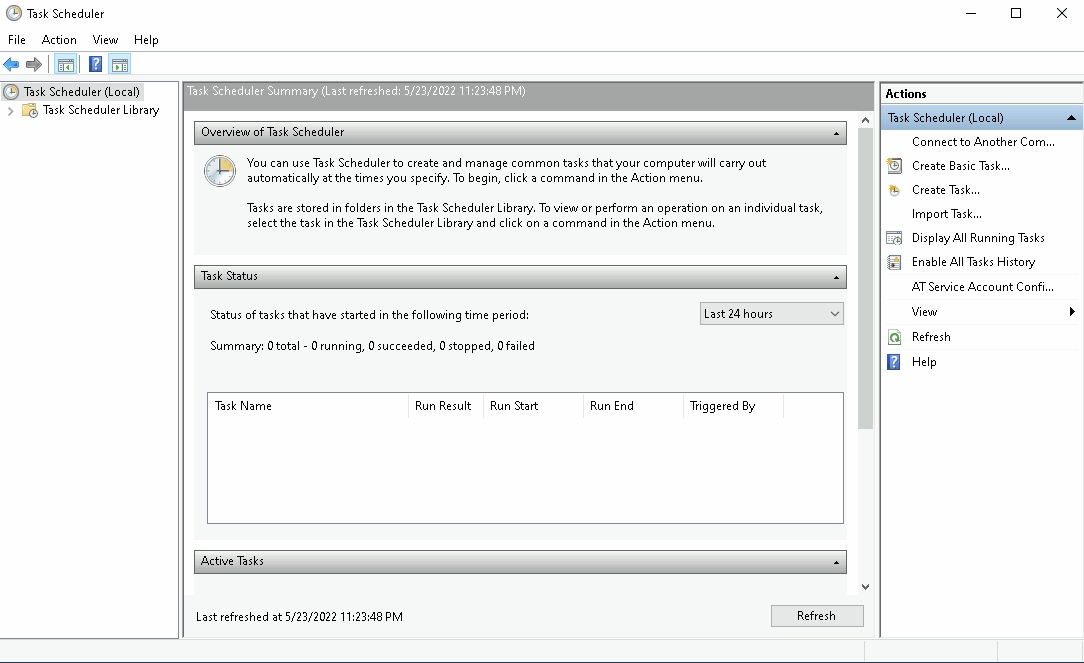 Task Scheduler
File Action View Help
Task Scheduler (Local)
Task Scheduler Library
Task Scheduler Summary (Last refreshed: 5/23/2022 11:23:48 PM)
Overview of Task Scheduler
You can use Task Scheduler to create and manage common tasks that your computer will carry out
automatically at the times you specify. To begin, click a command in the Action menu.
Tasks are stored in folders in the Task Scheduler Library. To view or perform an operation on an individual task,
select the task in the Task Scheduler Library and click on a command in the Action menu.
Task Status
Status of tasks that have started in the following time period:
Last 24 hours
Summary: 0 total - 0 running, 0 succeeded, 0 stopped, 0 failed
Task Name Run Result Run Start Run End Triggered By
Active Tasks
Last refreshed at 5/23/2022 11:23:48 PM
Refresh
Actions
Task Scheduler (Local)
Connect to Another Com...
Create Basic Task...
Create Task...
Import Task...
Display All Running Tasks
Enable All Tasks History
AT Service Account Confi...
View
Refresh
Help